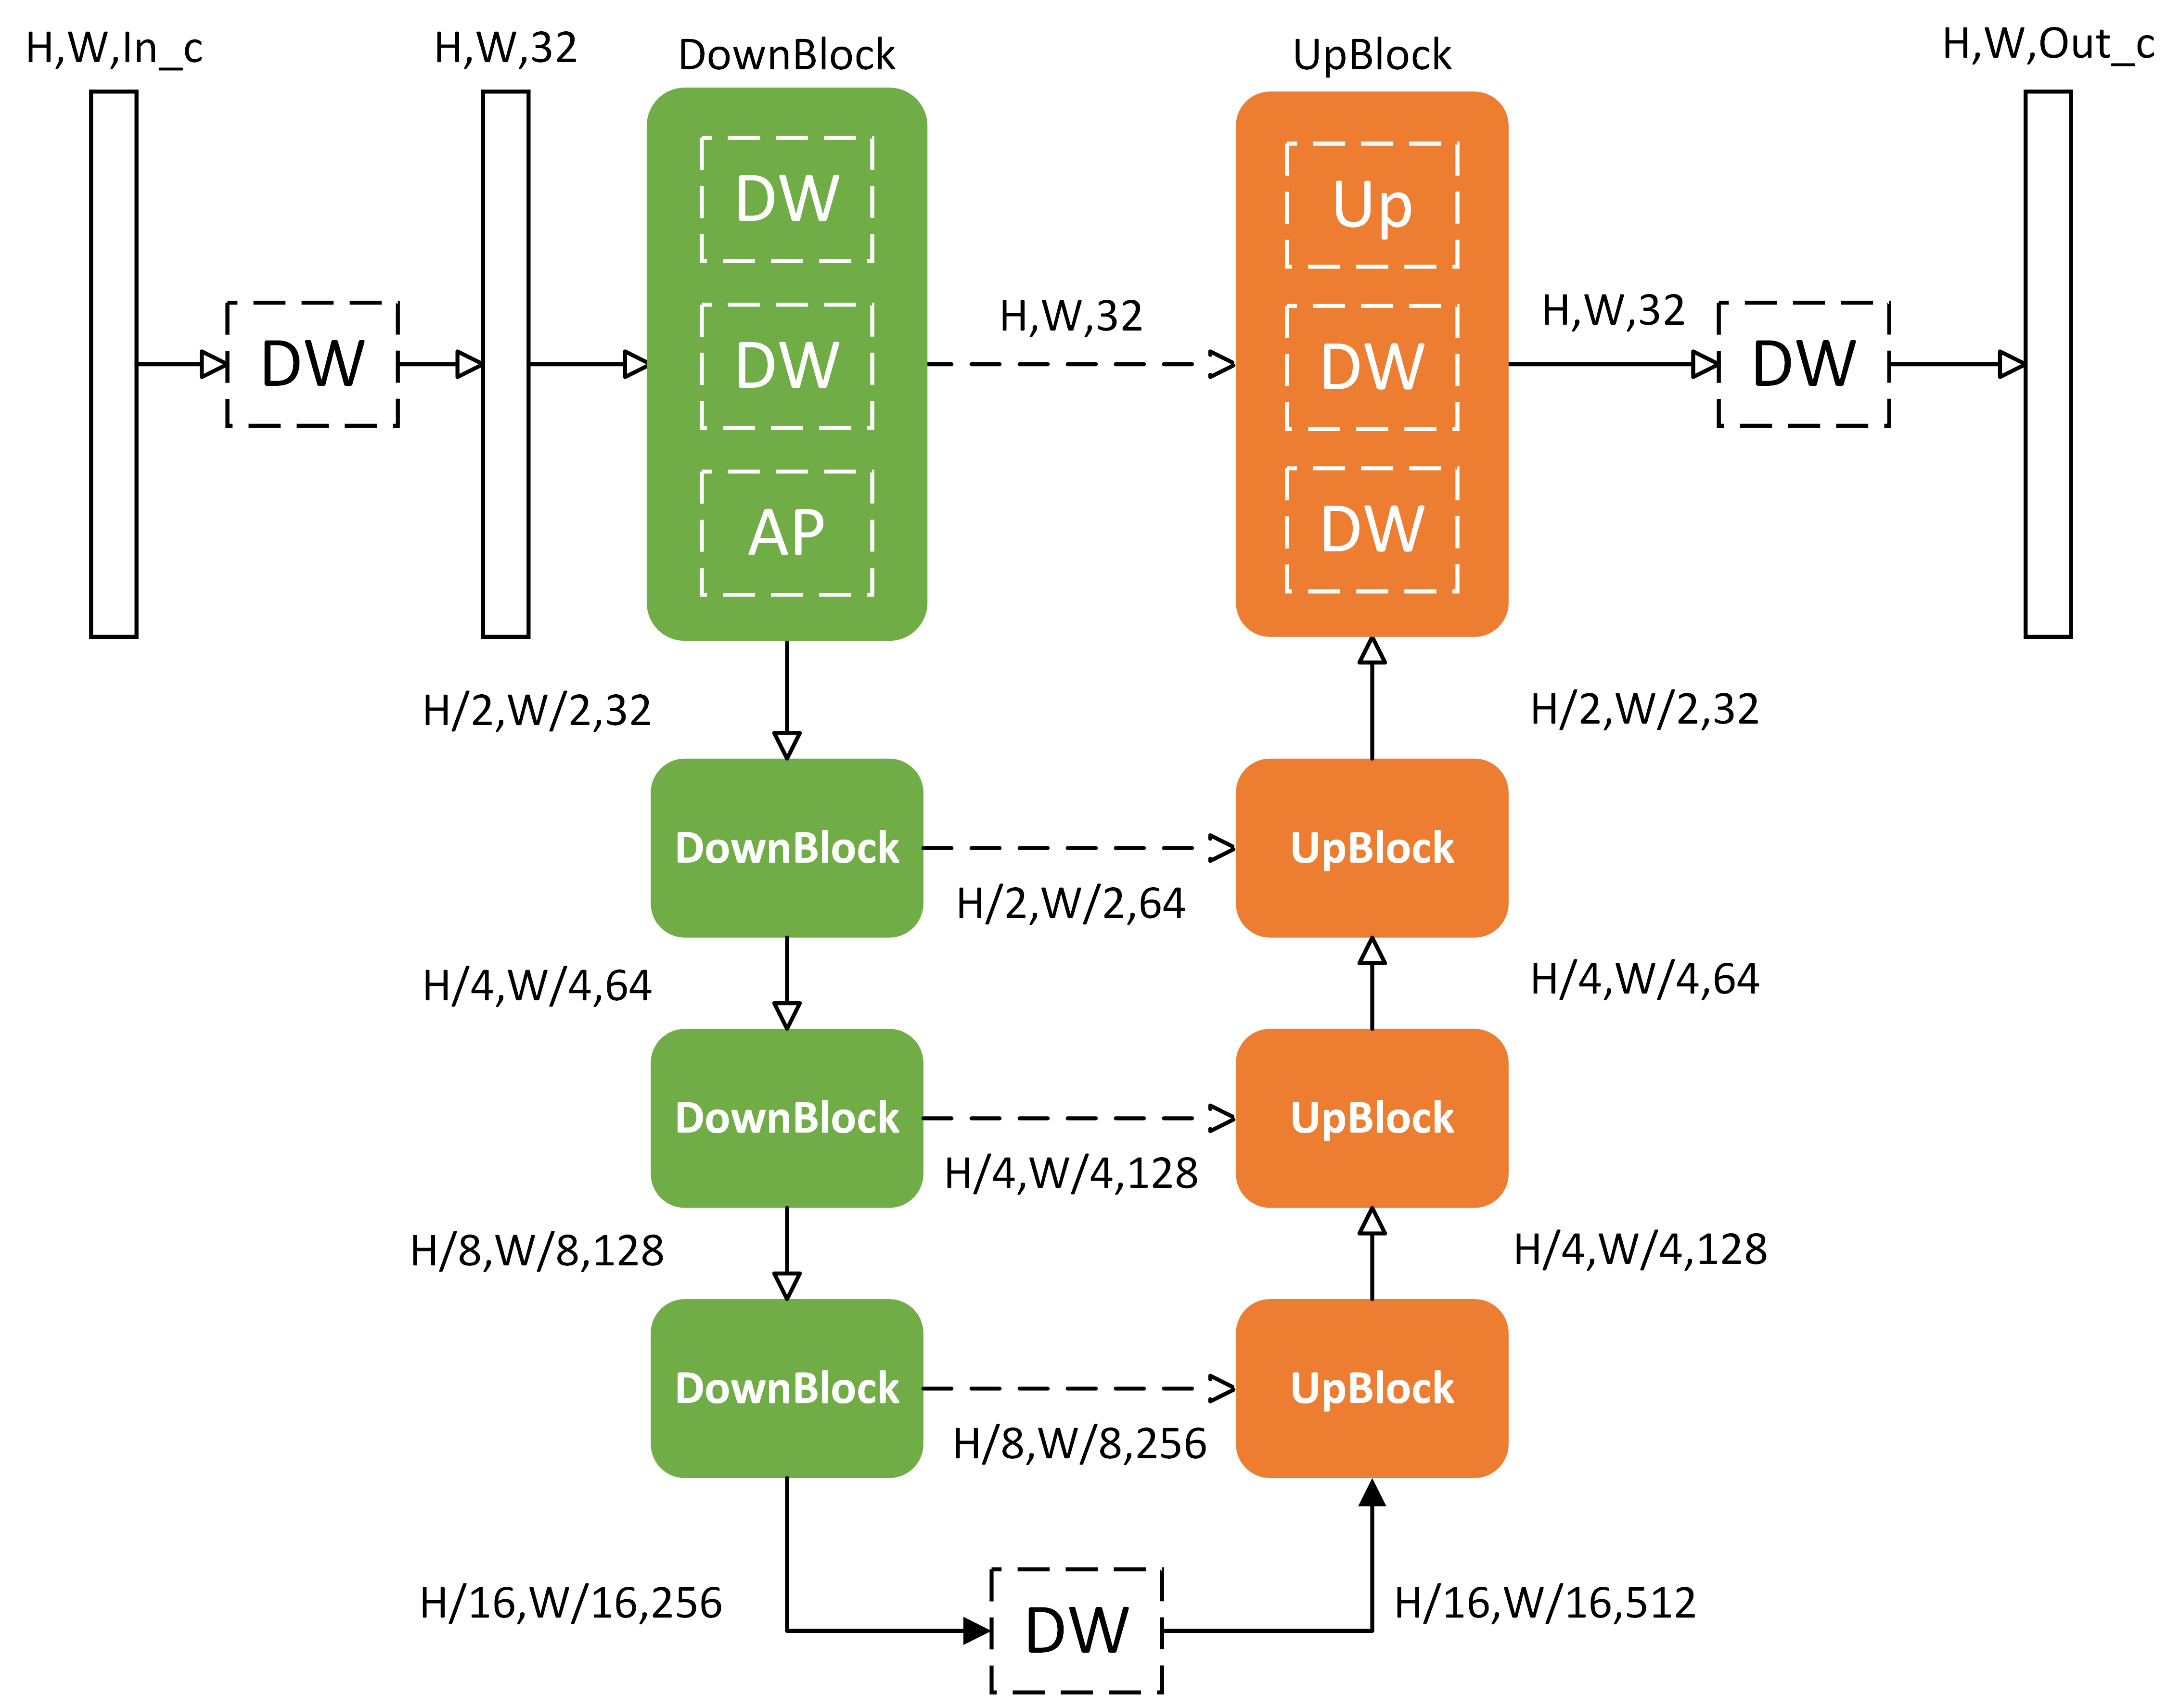 H,W,In_c
H,W,32
DownBlock
UpBlock
H,W,Out_c
DW
DW
DW
AP
H,W,32
Up
DW
DW
H,W,32
DW
H/2,W/2,32
H/2,W/2,32
DownBlock
UpBlock
H/2,W/2,64
H/4,W/4,64
H/4,W/4,64
DownBlock
UpBlock
H/4,W/4,128
H/8,W/8,128
H/4,W/4,128
DownBlock
UpBlock
H/8,W/8,256
H/16,W/16,256
DW
H/16,W/16,512